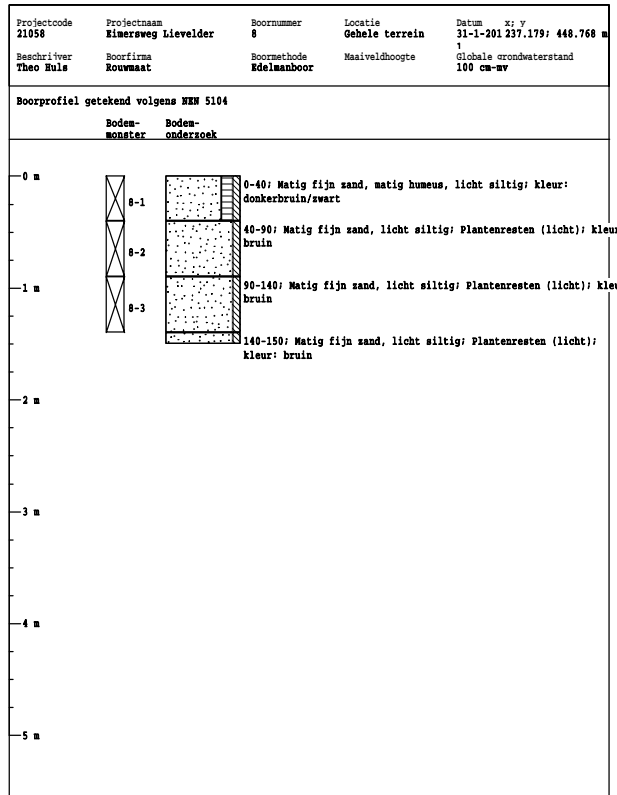 Projectcode Projectnaam Boornummer Locatie Datum x; y
21058 Eimersweg Lievelder 8 Gehele terrein 31-1-201 237.179; 448.768 m
1
Beschrijver Boorfirma Boormethode Maaiveldhoogte Globale grondwaterstand
Theo Huls Rouwmaat Edelmanboor 100 cm-mv
Boorprofiel getekend volgens NEN 5104
Bodem- Bodem-
monster onderzoek
0 m
8-1
0-40; Matig fijn zand, matig humeus, licht siltig; kleur:
donkerbruin/zwart
40-90; Matig fijn zand, licht siltig; Plantenresten (licht); kleur
bruin
8-2
1 m
90-140; Matig fijn zand, licht siltig; Plantenresten (licht); kleu
bruin
8-3
140-150; Matig fijn zand, licht siltig; Plantenresten (licht);
kleur: bruin
2 m
3 m
4 m
5 m